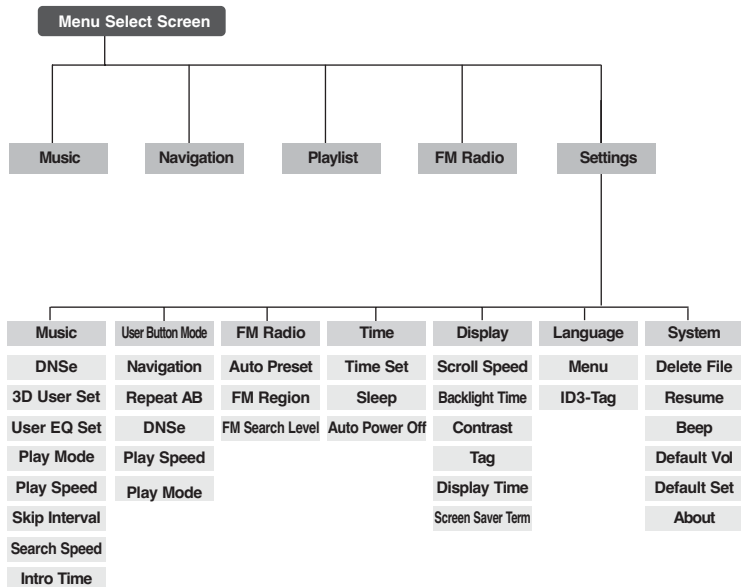 Menu Select Screen
Music Navigation Playlist FM Radio Settings
Music User Button Mode FM Radio Time Display Language System
DNSe Navigation Auto Preset Time Set Scroll Speed Menu Delete File
3D User Set Repeat AB FM Region Sleep Backlight Time ID3-Tag Resume
User EQ Set DNSe FM Search Level Auto Power Off Contrast Beep
Play Mode Play Speed Tag Default Vol
Play Speed Play Mode Display Time Default Set
Skip Interval Screen Saver Term About
Search Speed
Intro Time